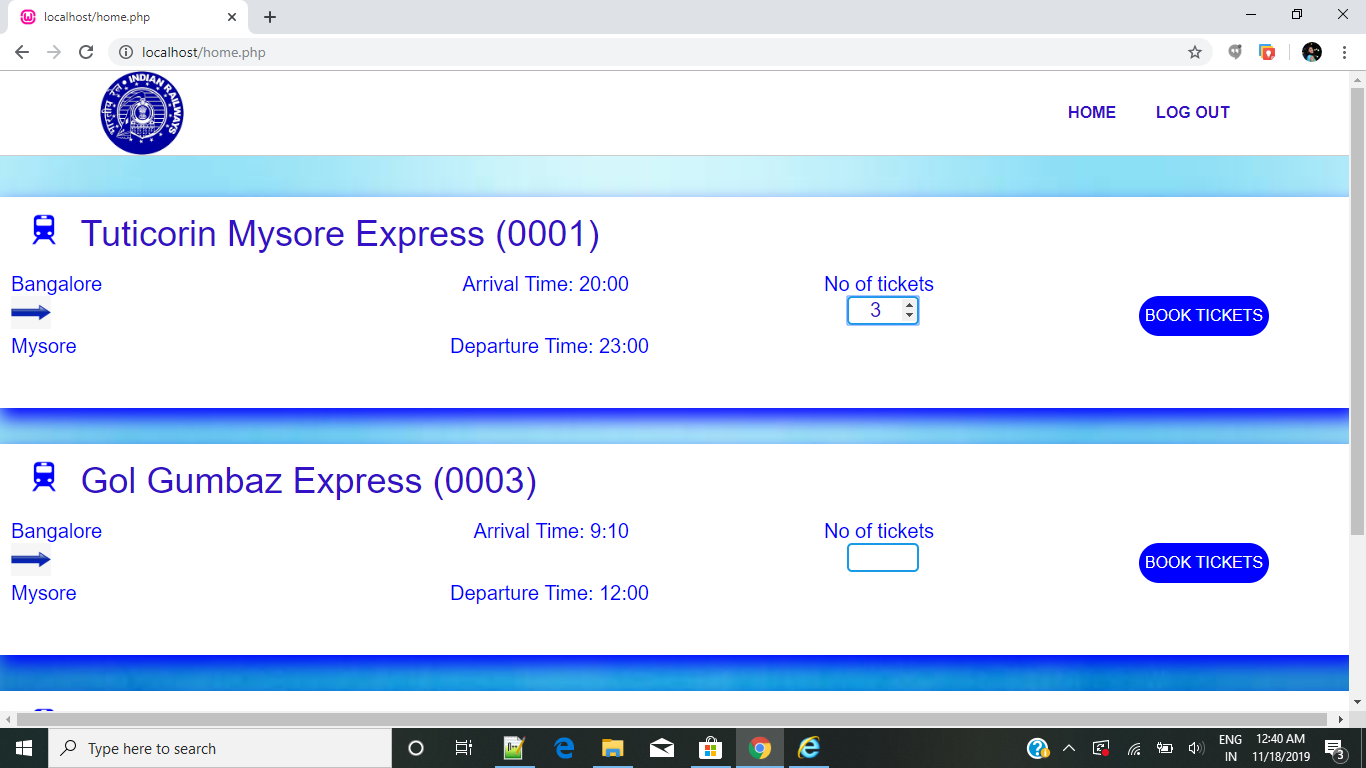 localhost/home.php
localhost/home.php
भारतीय रेल • INDIAN RAILWAYS
HOME LOG OUT
Tuticorin Mysore Express (0001)
Bangalore Arrival Time: 20:00 No of tickets
3 BOOK TICKETS
Mysore Departure Time: 23:00
Gol Gumbaz Express (0003)
Bangalore Arrival Time: 9:10 No of tickets
BOOK TICKETS
Mysore Departure Time: 12:00
Type here to search
ENG 12:40 AM
IN 11/18/2019 3